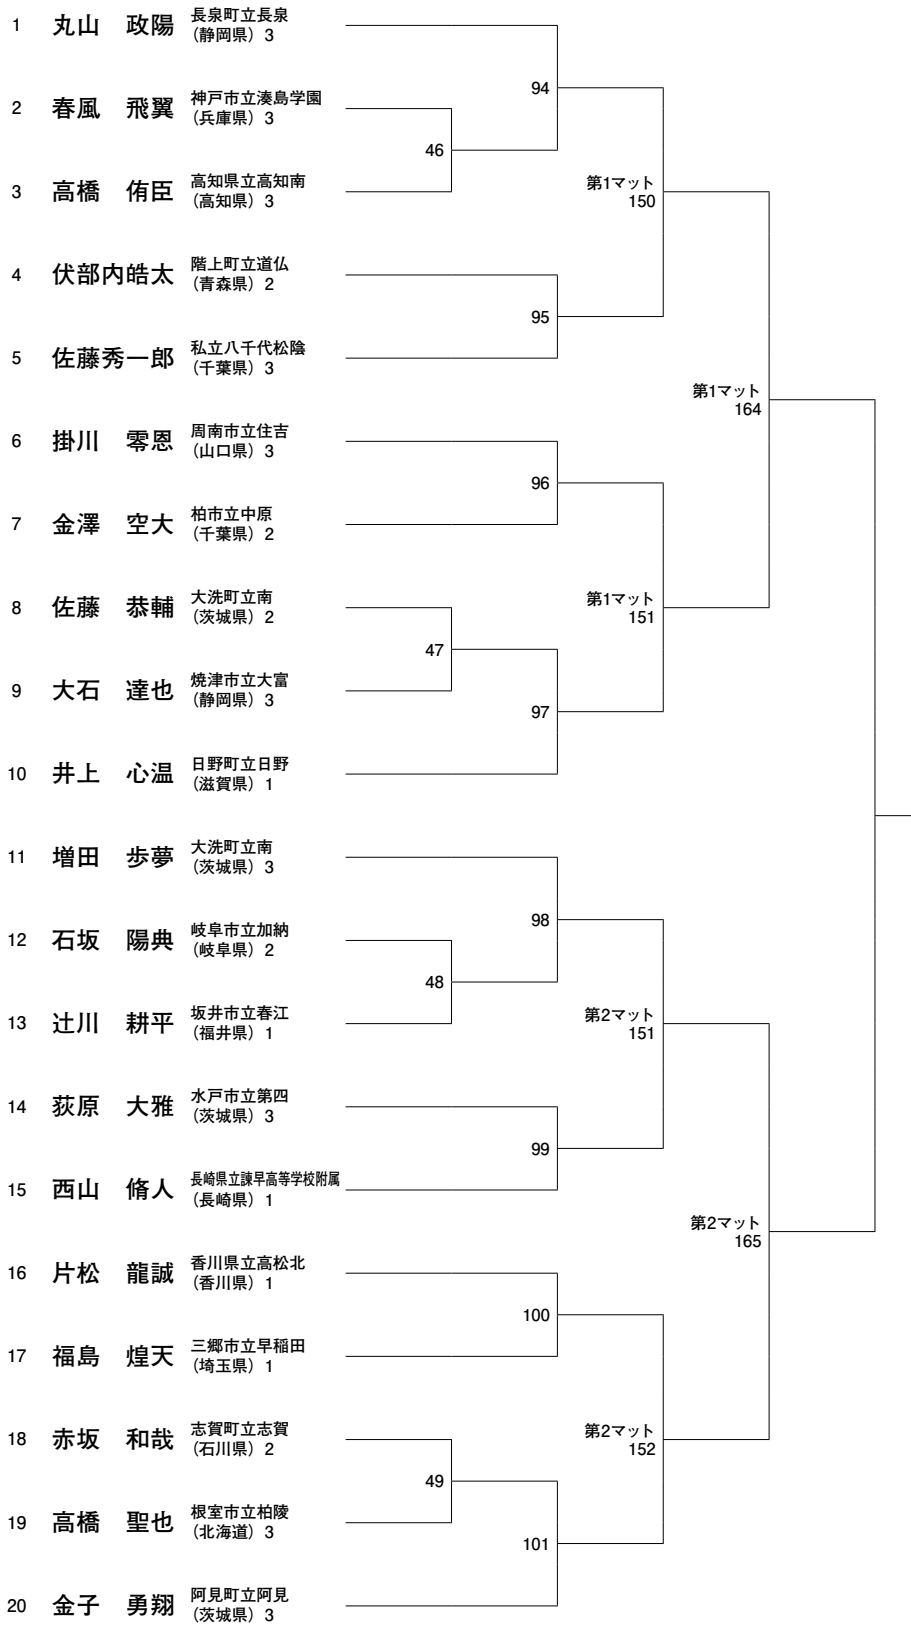 1 丸山 政陽 長泉町立長泉
(静岡県) 3
94
2 春風 飛翼 神戸市立湊島学園
(兵庫県) 3
46
3 高橋 侑臣 高知県立高知南
(高知県) 3
第1マット
150
4 伏部内皓太 階上町立道仏
(青森県) 2
95
5 佐藤秀一郎 私立八千代松陰
(千葉県) 3
第1マット
164
6 掛川 零恩 周南市立住吉
(山口県) 3
96
7 金澤 空大 柏市立中原
(千葉県) 2
8 佐藤 恭輔 大洗町立南
(茨城県) 2
第1マット
151
47
9 大石 達也 焼津市立大富
(静岡県) 3
97
10 井上 心温 日野町立日野
(滋賀県) 1
11 増田 歩夢 大洗町立南
(茨城県) 3
98
12 石坂 陽典 岐阜市立加納
(岐阜県) 2
48
13 辻川 耕平 坂井市立春江
(福井県) 1
第2マット
151
14 荻原 大雅 水戸市立第四
(茨城県) 3
99
15 西山 脩人 長崎県立諫早高等学校附属
(長崎県) 1
第2マット
165
16 片松 龍誠 香川県立高松北
(香川県) 1
100
17 福島 煌天 三郷市立早稲田
(埼玉県) 1
18 赤坂 和哉 志賀町立志賀
(石川県) 2
第2マット
152
49
19 高橋 聖也 根室市立柏陵
(北海道) 3
101
20 金子 勇翔 阿見町立阿見
(茨城県) 3